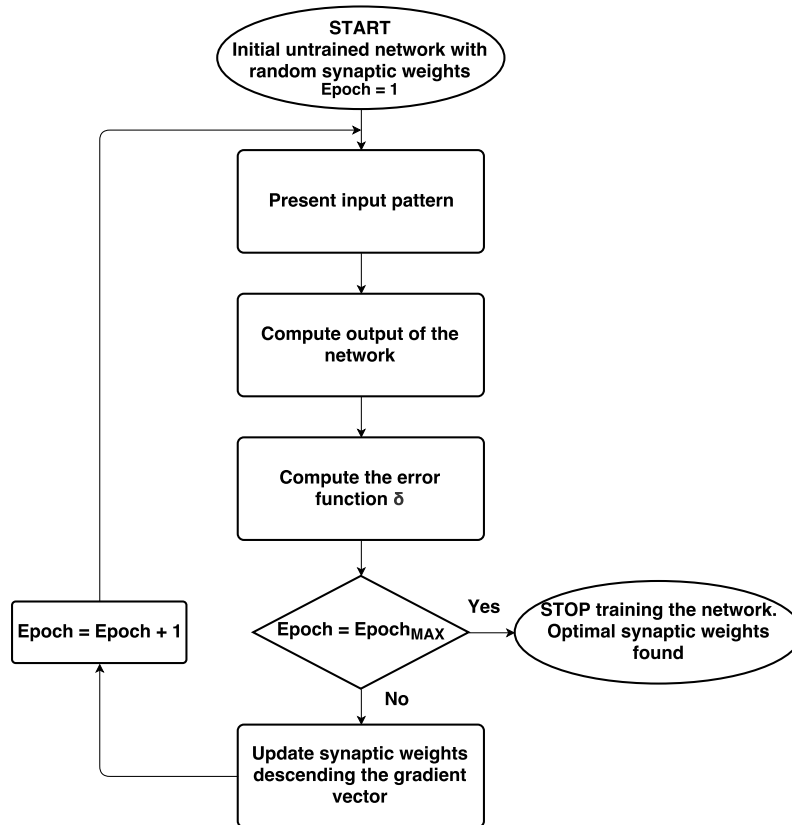 START
Initial untrained network with
random synaptic weights
Epoch = 1
Present input pattern
Compute output of the
network
Compute the error
function δ
Epoch = Epoch + 1
Epoch = EpochMAX
Yes
STOP training the network.
Optimal synaptic weights
found
No
Update synaptic weights
descending the gradient
vector